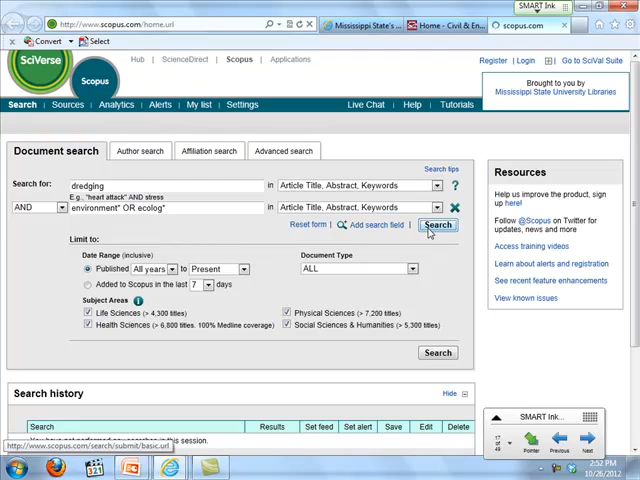 SMART Ink
http://www.scopus.com/home.url
Mississippi State's...
Home - Civil & En...
scopus.com
Convert
Select
SciVerse
Scopus
Hub
ScienceDirect
Scopus
Applications
Register
Login
Go to SciVal Suite
Brought to you by
Mississippi State University Libraries
Search
Sources
Analytics
Alerts
My list
Settings
Live Chat
Help
Tutorials
Document search
Author search
Affiliation search
Advanced search
Search tips
Search for:
dredging
in
Article Title, Abstract, Keywords
?
E.g., "heart attack" AND stress
AND
environment* OR ecolog*
in
Article Title, Abstract, Keywords
Reset form
Add search field
Search
Limit to:
Date Range (inclusive)
Document Type
Published
All years
to
Present
ALL
Added to Scopus in the last
7
days
Subject Areas
Life Sciences (> 4,300 titles)
Physical Sciences (> 7,200 titles)
Health Sciences (> 6,800 titles. 100% Medline coverage)
Social Sciences & Humanities (> 5,300 titles)
Search
Resources
Help us improve the product, sign
up here!
Follow @Scopus on Twitter for
updates, news and more
Access training videos
Learn about alerts and registration
See recent feature enhancements
View known issues
Search history
Hide
Search
Results
Set feed
Set alert
Save
Edit
Delete
http://www.scopus.com/search/submit/basic.url
SMART Ink...
17
of
49
Pointer
Previous
Next
321
2:52 PM
10/26/2012